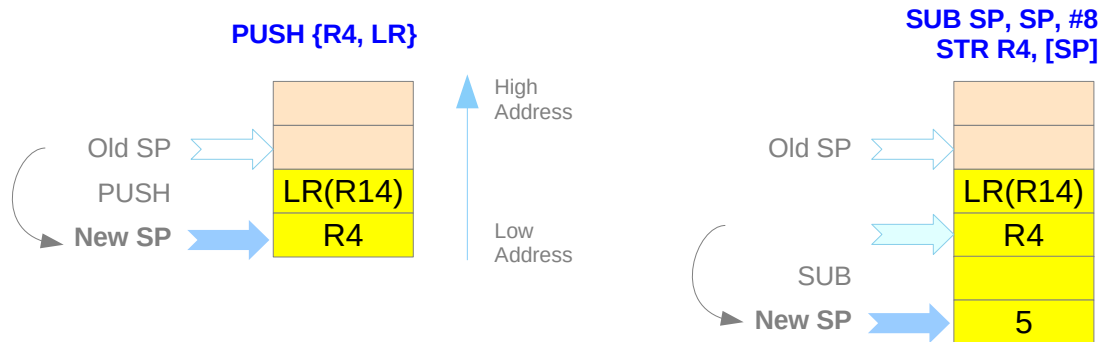 PUSH {R4, LR}
High
Address
Old SP
PUSH
LR(R14)
New SP
R4
Low
Address
SUB SP, SP, #8
STR R4, [SP]
Old SP
LR(R14)
R4
SUB
New SP
5